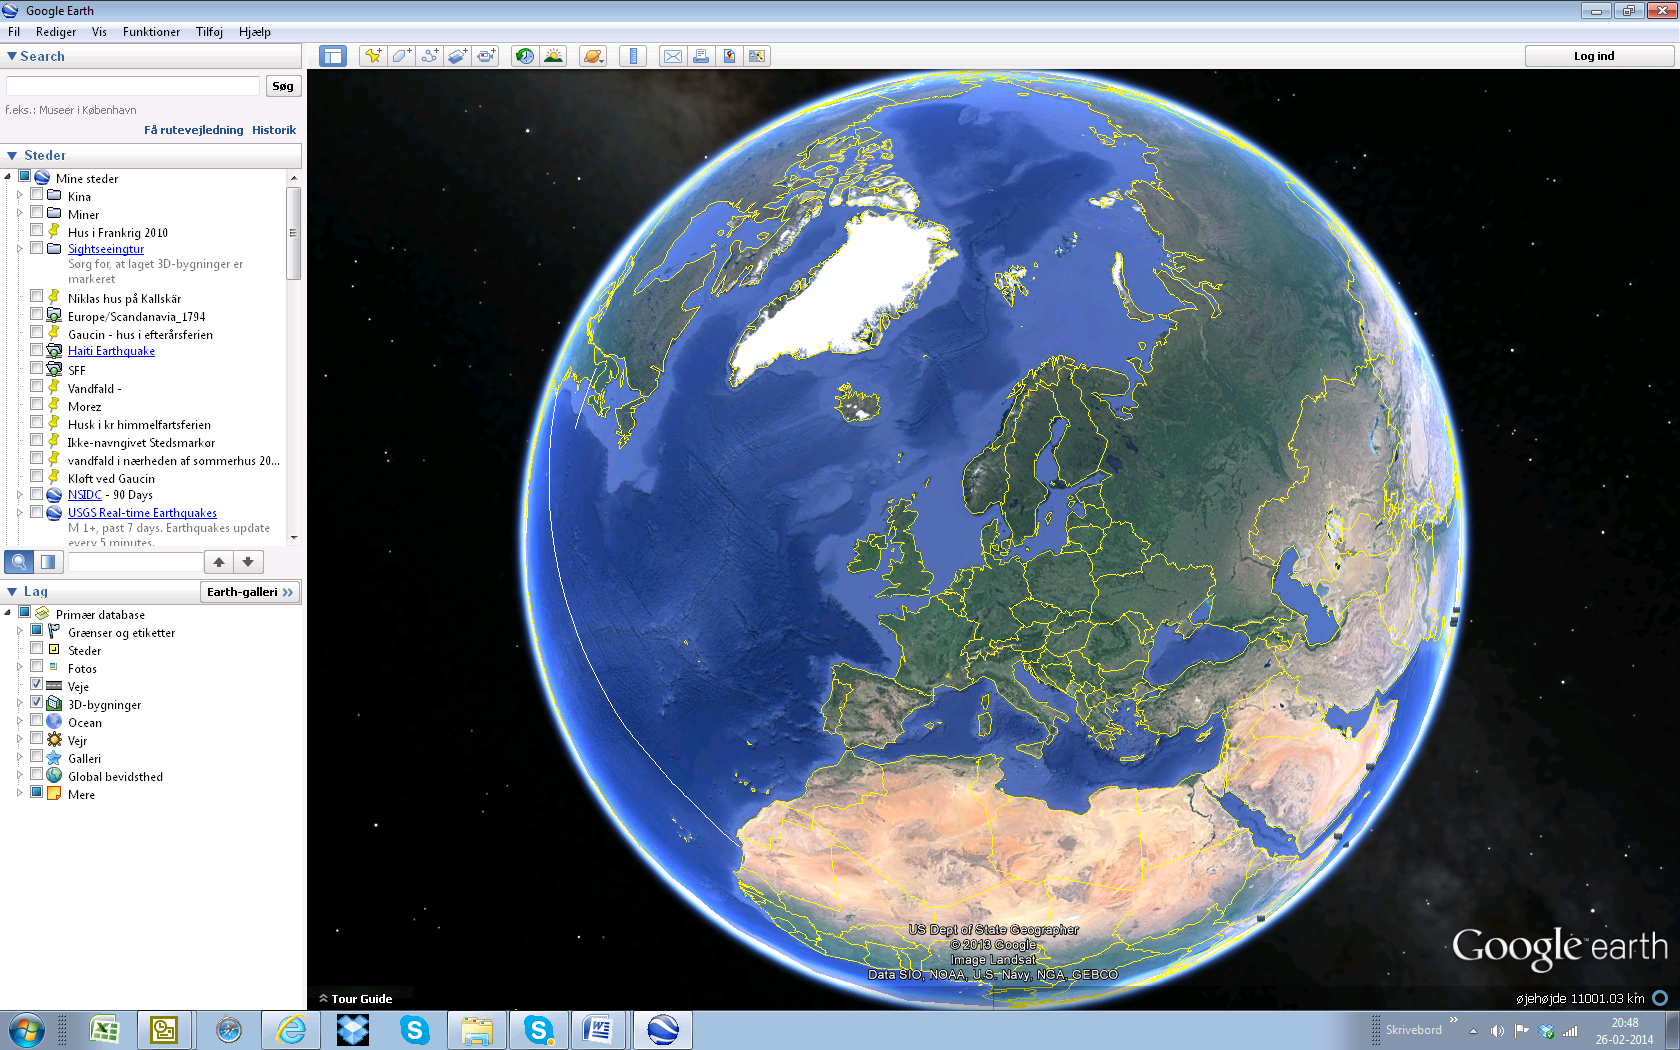 Google Earth
Fil Rediger Vis Funktioner Tilføj Hjælp
Search
Søg
f.eks.: Museer i København
Få rutevejledning Historik
Steder
Mine steder
Kina
Miner
Hus i Frankrig 2010
Sightseeingtur
Sørg for, at laget 3D-bygninger er
markeret
Niklas hus på Kallskär
Europe/Scandanavia_1794
Gaucin - hus i efterårsferien
Haiti Earthquake
SFF
Vandfald -
Morez
Husk i kr himmelfartsferien
Ikke-navngivet Stedsmarkør
vandfald i nærheden af sommerhus 20...
Kløft ved Gaucin
NSIDC - 90 Days
USGS Real-time Earthquakes
M 1+, past 7 days. Earthquakes update
every 5 minutes.
Lag
Earth-galleri »
Primær database
Grænser og etiketter
Steder
Fotos
Veje
3D-bygninger
Ocean
Vejr
Galleri
Global bevidsthed
Mere
Log ind
US Dept of State Geographer
© 2013 Google
Image Landsat
Data SIO, NOAA, U.S. Navy, NGA, GEBCO
Google earth
Tour Guide
øjehøjde 11001.03 km
Skrivebord
20:48
26-02-2014